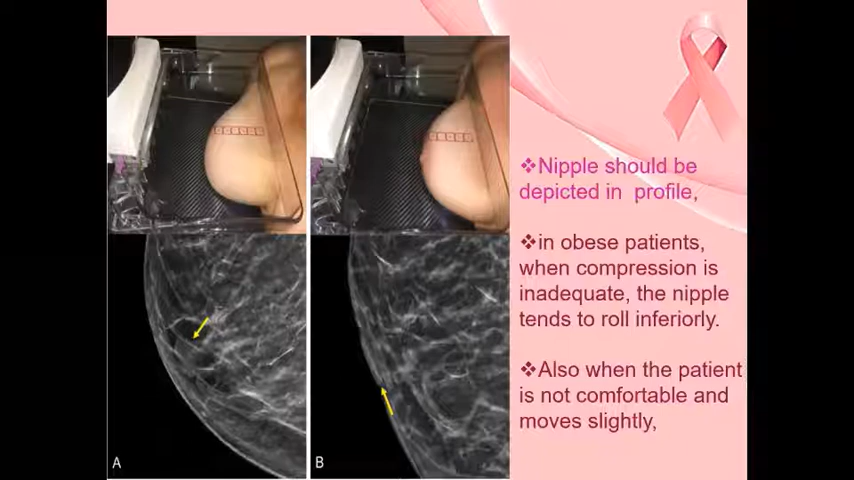 ❖Nipple should be
depicted in profile,
❖in obese patients,
when compression is
inadequate, the nipple
tends to roll inferiorly.
❖Also when the patient
is not comfortable and
moves slightly,
A
B